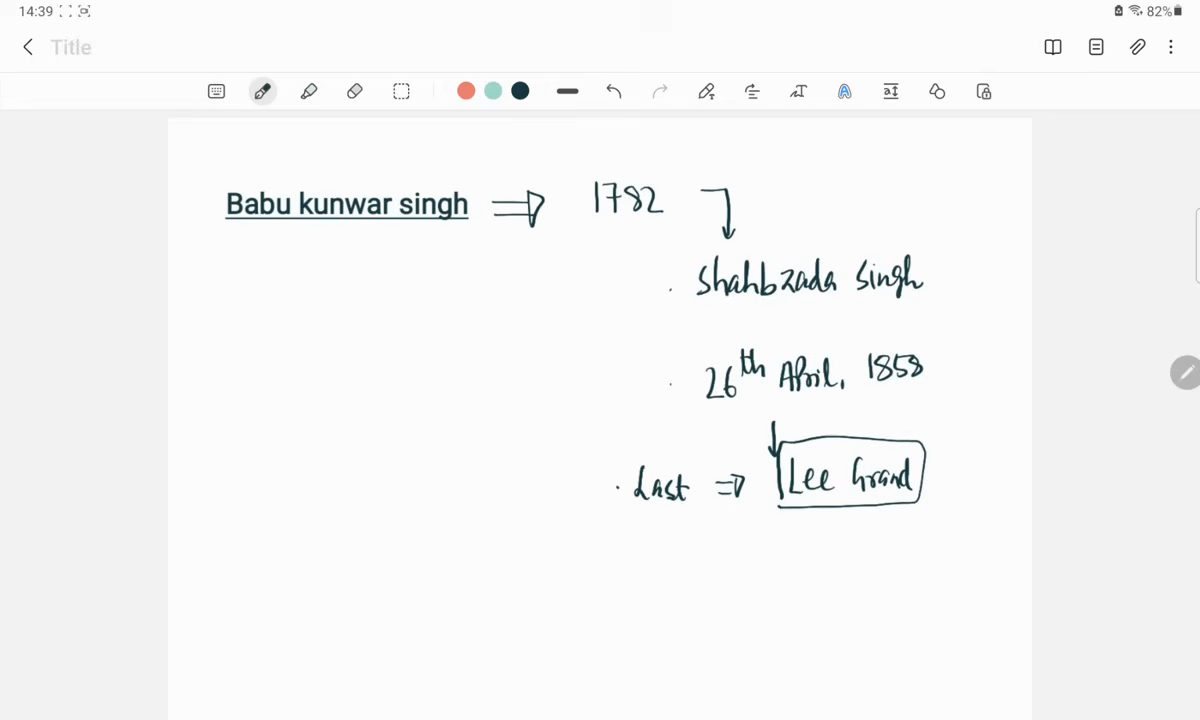 14:39 82%
Title
Babu kunwar singh ⇒ 1782
. Shahbzada Singh
. 26th April, 1858
. Last ⇒ Lee Grand